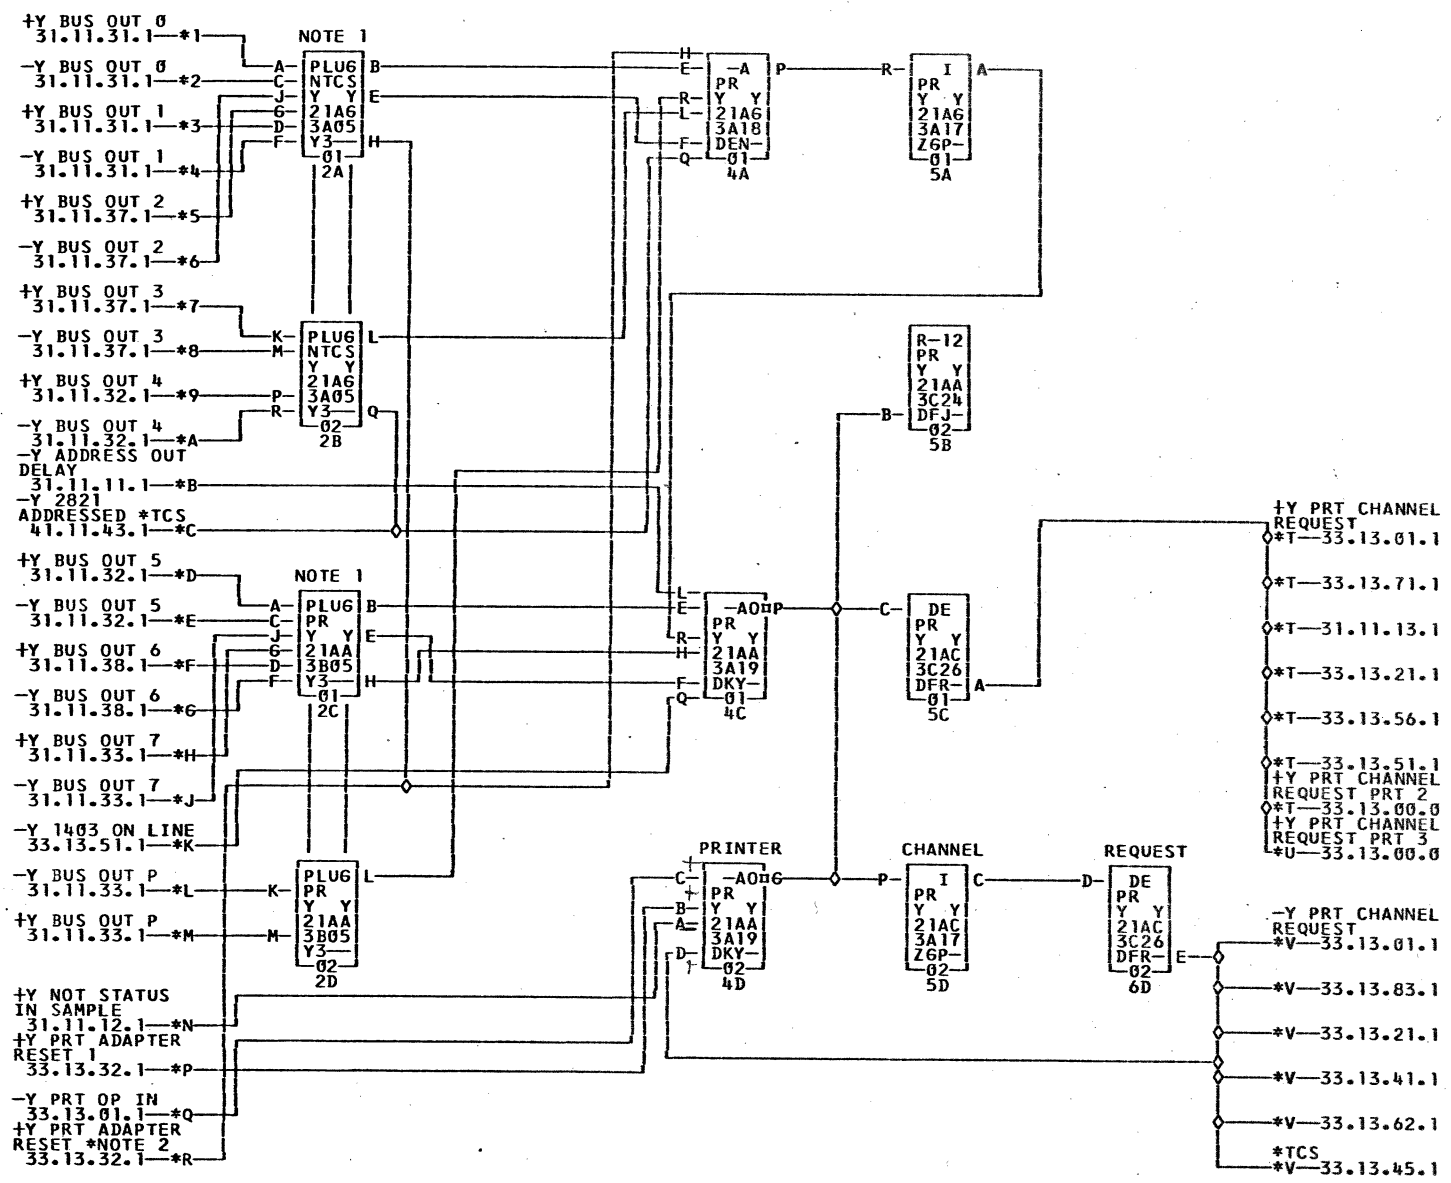 +Y BUS OUT 0
31.11.31.1—*1
-Y BUS OUT 0
31.11.31.1—*2
+Y BUS OUT 1
31.11.31.1—*3
-Y BUS OUT 1
31.11.31.1—*4
+Y BUS OUT 2
31.11.37.1—*5
-Y BUS OUT 2
31.11.37.1—*6
+Y BUS OUT 3
31.11.37.1—*7
-Y BUS OUT 3
31.11.37.1—*8
+Y BUS OUT 4
31.11.32.1—*9
-Y BUS OUT 4
31.11.32.1—*A
-Y ADDRESS OUT
DELAY
31.11.11.1—*B
-Y 2821
ADDRESSED *TCS
41.11.43.1—*C
+Y BUS OUT 5
31.11.32.1—*D
-Y BUS OUT 5
31.11.32.1—*E
+Y BUS OUT 6
31.11.38.1—*F
-Y BUS OUT 6
31.11.38.1—*G
+Y BUS OUT 7
31.11.33.1—*H
-Y BUS OUT 7
31.11.33.1—*J
-Y 1403 ON LINE
33.13.51.1—*K
-Y BUS OUT P
31.11.33.1—*L
+Y BUS OUT P
31.11.33.1—*M
+Y NOT STATUS
IN SAMPLE
31.11.12.1—*N
+Y PRT ADAPTER
RESET 1
33.13.32.1—*P
-Y PRT OP IN
33.13.01.1—*Q
+Y PRT ADAPTER
RESET *NOTE 2
33.13.32.1—*R
NOTE 1
A PLUG B
C NTCS
J Y Y E
G 21A6
D 3A05
F Y3— H
01
2A
K PLUG L
M NTCS
Y Y
21A6
P 3A05
R Y3— Q
02
2B
NOTE 1
A PLUG B
C PR
J Y Y E
G 21AA
D 3B05
F Y3— H
01
2C
K PLUG L
PR
Y Y
21AA
M 3B05
Y3—
02
2D
H
E -A P
PR
R Y Y
L 21A6
3A18
F DEN-
Q 01
4A
R I A
PR
Y Y
21A6
3A17
ZGP-
01
5A
R-12
PR
Y Y
21AA
3C24
B DFJ-
02
5B
L
E -AO¤P
PR
R Y Y
H 21AA
3A19
F DKY-
Q 01
4C
C DE
PR
Y Y
21AC
3C26
DFR- A
01
5C
PRINTER
C -AO¤G
PR
B Y Y
A 21AA
3A19
D DKY-
02
4D
CHANNEL
P I C
PR
Y Y
21AC
3A17
ZGP-
02
5D
REQUEST
D DE
PR
Y Y
21AC
3C26
DFR- E
02
6D
+Y PRT CHANNEL
REQUEST
*T—33.13.01.1
*T—33.13.71.1
*T—31.11.13.1
*T—33.13.21.1
*T—33.13.56.1
*T—33.13.51.1
+Y PRT CHANNEL
REQUEST PRT 2
*T—33.13.00.0
+Y PRT CHANNEL
REQUEST PRT 3
*U—33.13.00.0
-Y PRT CHANNEL
REQUEST
*V—33.13.01.1
*V—33.13.83.1
*V—33.13.21.1
*V—33.13.41.1
*V—33.13.62.1
*TCS
*V—33.13.45.1